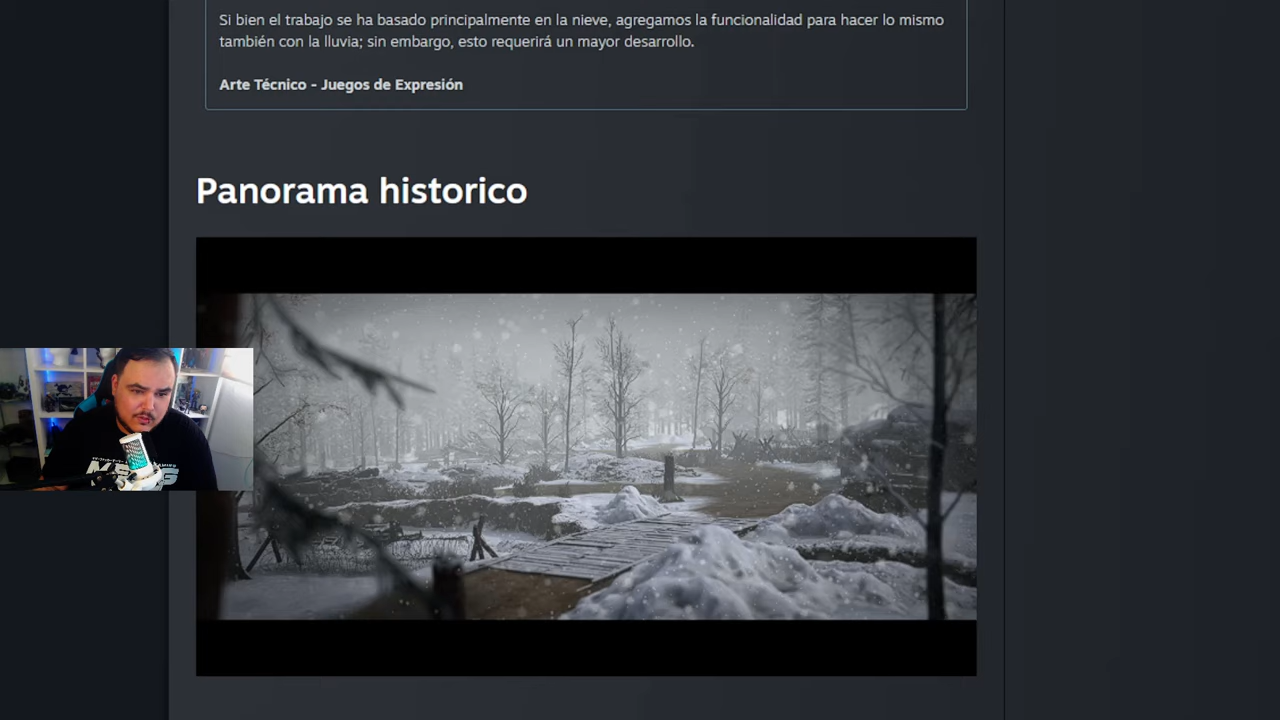 Si bien el trabajo se ha basado principalmente en la nieve, agregamos la funcionalidad para hacer lo mismo
también con la lluvia; sin embargo, esto requerirá un mayor desarrollo.
Arte Técnico - Juegos de Expresión
Panorama historico